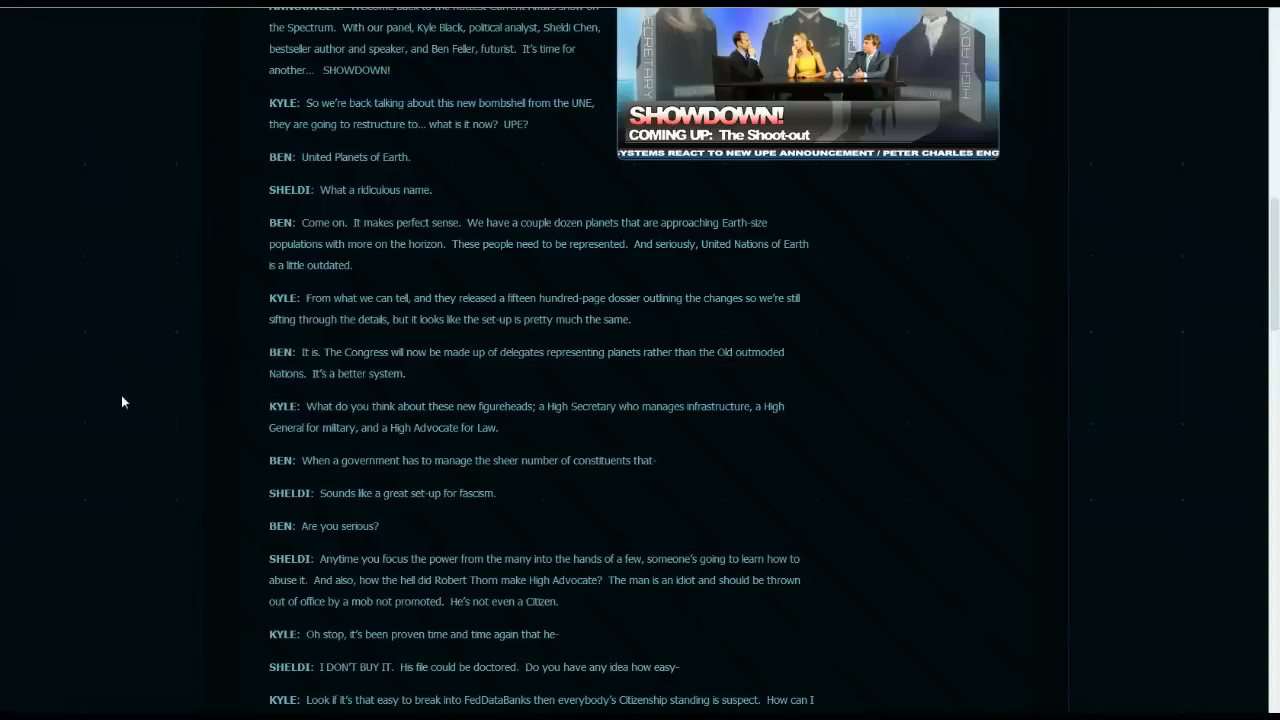 ANNOUNCER: Welcome back to the hottest Current Affairs show on
the Spectrum. With our panel, Kyle Black, political analyst, Sheldi Chen,
bestseller author and speaker, and Ben Feller, futurist. It's time for
another... SHOWDOWN!
SECRETARY
HIGH ADVO
SHOWDOWN!
COMING UP: The Shoot-out
YSTEMS REACT TO NEW UPE ANNOUNCEMENT / PETER CHARLES ENG
KYLE: So we're back talking about this new bombshell from the UNE,
they are going to restructure to... what is it now? UPE?
BEN: United Planets of Earth.
SHELDI: What a ridiculous name.
BEN: Come on. It makes perfect sense. We have a couple dozen planets that are approaching Earth-size
populations with more on the horizon. These people need to be represented. And seriously, United Nations of Earth
is a little outdated.
KYLE: From what we can tell, and they released a fifteen hundred-page dossier outlining the changes so we're still
sifting through the details, but it looks like the set-up is pretty much the same.
BEN: It is. The Congress will now be made up of delegates representing planets rather than the Old outmoded
Nations. It's a better system.
KYLE: What do you think about these new figureheads; a High Secretary who manages infrastructure, a High
General for military, and a High Advocate for Law.
BEN: When a government has to manage the sheer number of constituents that-
SHELDI: Sounds like a great set-up for fascism.
BEN: Are you serious?
SHELDI: Anytime you focus the power from the many into the hands of a few, someone's going to learn how to
abuse it. And also, how the hell did Robert Thorn make High Advocate? The man is an idiot and should be thrown
out of office by a mob not promoted. He's not even a Citizen.
KYLE: Oh stop, it's been proven time and time again that he-
SHELDI: I DON'T BUY IT. His file could be doctored. Do you have any idea how easy-
KYLE: Look if it's that easy to break into FedDataBanks then everybody's Citizenship standing is suspect. How can I